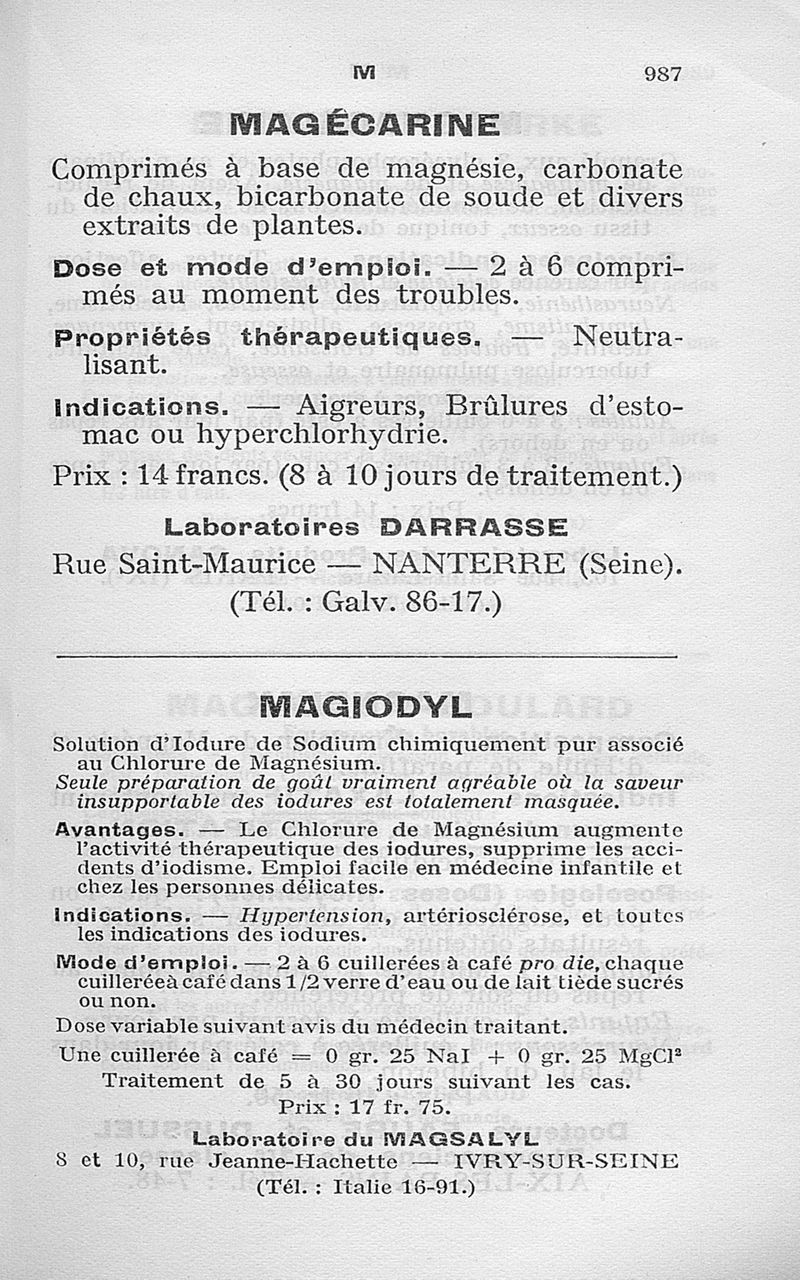 M 987
MAGÉCARINE
Comprimés à base de magnésie, carbonate
de chaux, bicarbonate de soude et divers
extraits de plantes.
Dose et mode d'emploi. — 2 à 6 compri-
més au moment des troubles.
Propriétés thérapeutiques. — Neutra-
lisant.
Indications. — Aigreurs, Brûlures d'esto-
mac ou hyperchlorhydrie.
Prix : 14 francs. (8 à 10 jours de traitement.)
Laboratoires DARRASSE
Rue Saint-Maurice — NANTERRE (Seine).
(Tél. : Galv. 86-17.)
MAGIODYL
Solution d'Iodure de Sodium chimiquement pur associé
au Chlorure de Magnésium.
Seule préparation de goût vraiment agréable où la saveur
insupportable des iodures est totalement masquée.
Avantages. — Le Chlorure de Magnésium augmente
l'activité thérapeutique des iodures, supprime les acci-
dents d'iodisme. Emploi facile en médecine infantile et
chez les personnes délicates.
Indications. — Hypertension, artériosclérose, et toutes
les indications des iodures.
Mode d'emploi. — 2 à 6 cuillerées à café pro die, chaque
cuilleréeà café dans 1/2 verre d'eau ou de lait tiède sucrés
ou non.
Dose variable suivant avis du médecin traitant.
Une cuillerée à café = 0 gr. 25 NaI + 0 gr. 25 MgCl²
Traitement de 5 à 30 jours suivant les cas.
Prix : 17 fr. 75.
Laboratoire du MAGSALYL
8 et 10, rue Jeanne-Hachette — IVRY-SUR-SEINE
(Tél. : Italie 16-91.)